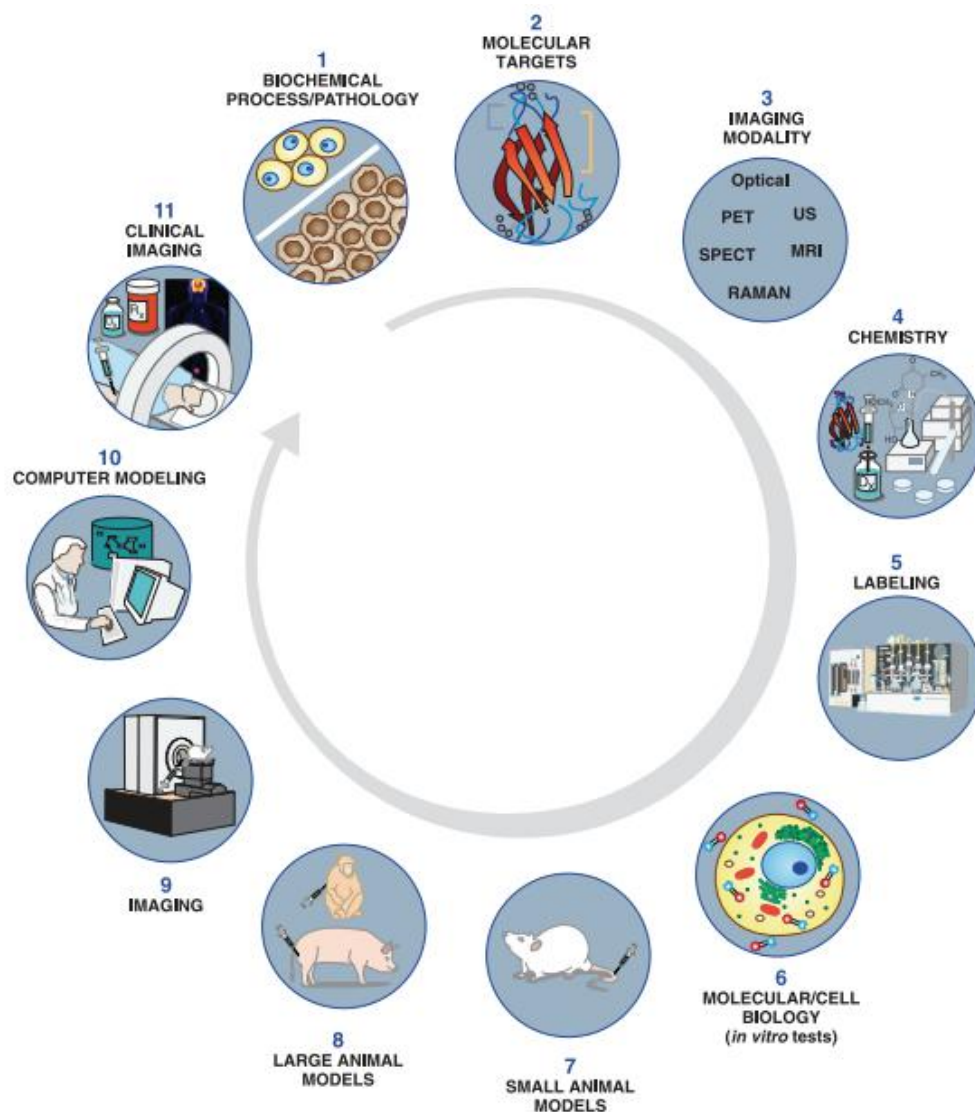 1
BIOCHEMICAL
PROCESS/PATHOLOGY
2
MOLECULAR
TARGETS
3
IMAGING
MODALITY
Optical
PET US
SPECT MRI
RAMAN
4
CHEMISTRY
5
LABELING
6
MOLECULAR/CELL
BIOLOGY
(in vitro tests)
7
SMALL ANIMAL
MODELS
8
LARGE ANIMAL
MODELS
9
IMAGING
10
COMPUTER MODELING
11
CLINICAL
IMAGING
Rx